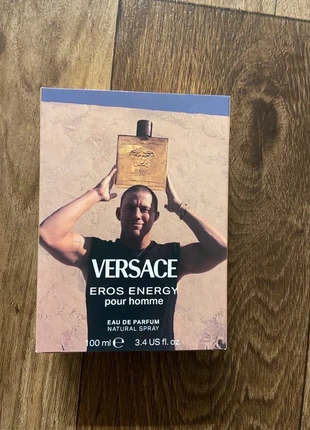 VERSACE
EROS ENERGY
pour homme
EAU DE PARFUM
NATURAL SPRAY
100 ml ℮ 3.4 US fl. oz.